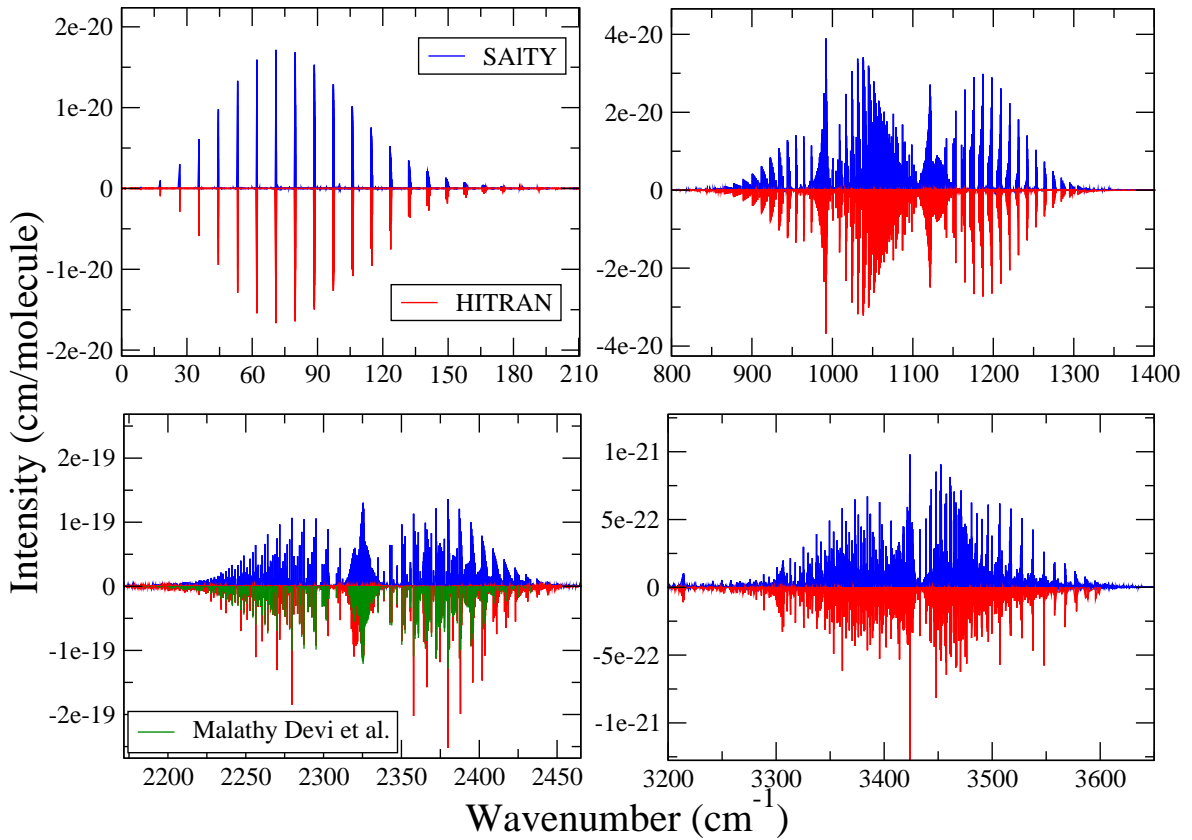 2e-20
1e-20
0
-1e-20
-2e-20
SAlTY
HITRAN
0 30 60 90 120 150 180 210
4e-20
2e-20
0
-2e-20
-4e-20
800 900 1000 1100 1200 1300 1400
Intensity (cm/molecule)
2e-19
1e-19
0
-1e-19
-2e-19
Malathy Devi et al.
2200 2250 2300 2350 2400 2450
1e-21
5e-22
0
-5e-22
-1e-21
3200 3300 3400 3500 3600
Wavenumber (cm-1)